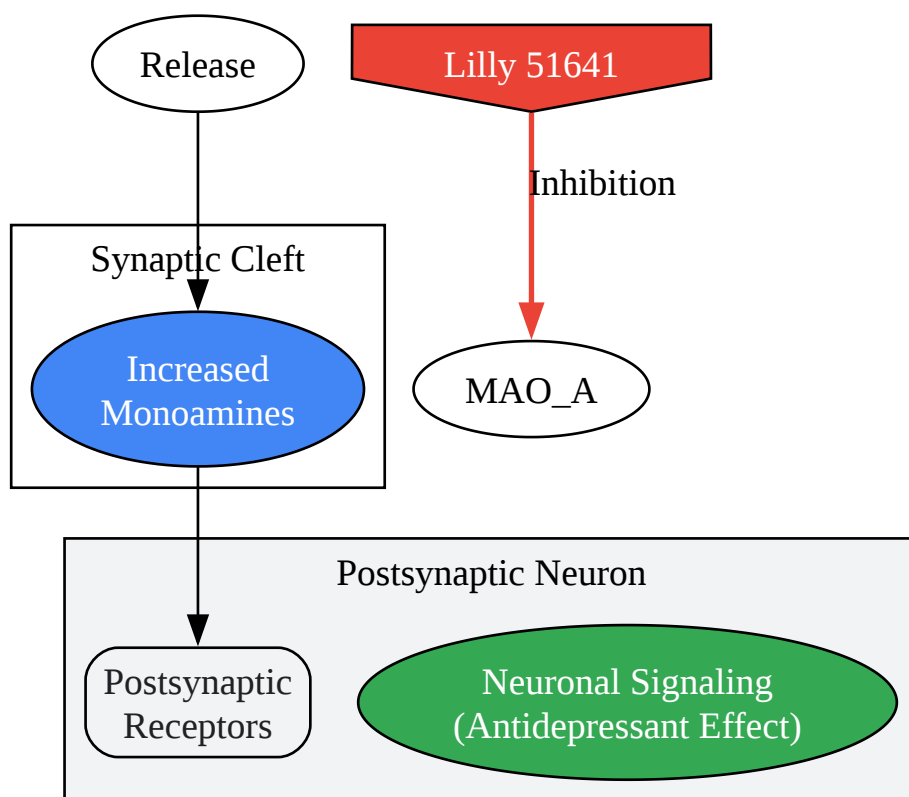 Release
Lilly 51641
Inhibition
Synaptic Cleft
Increased
Monoamines
MAO_A
Postsynaptic Neuron
Postsynaptic
Receptors
Neuronal Signaling
(Antidepressant Effect)